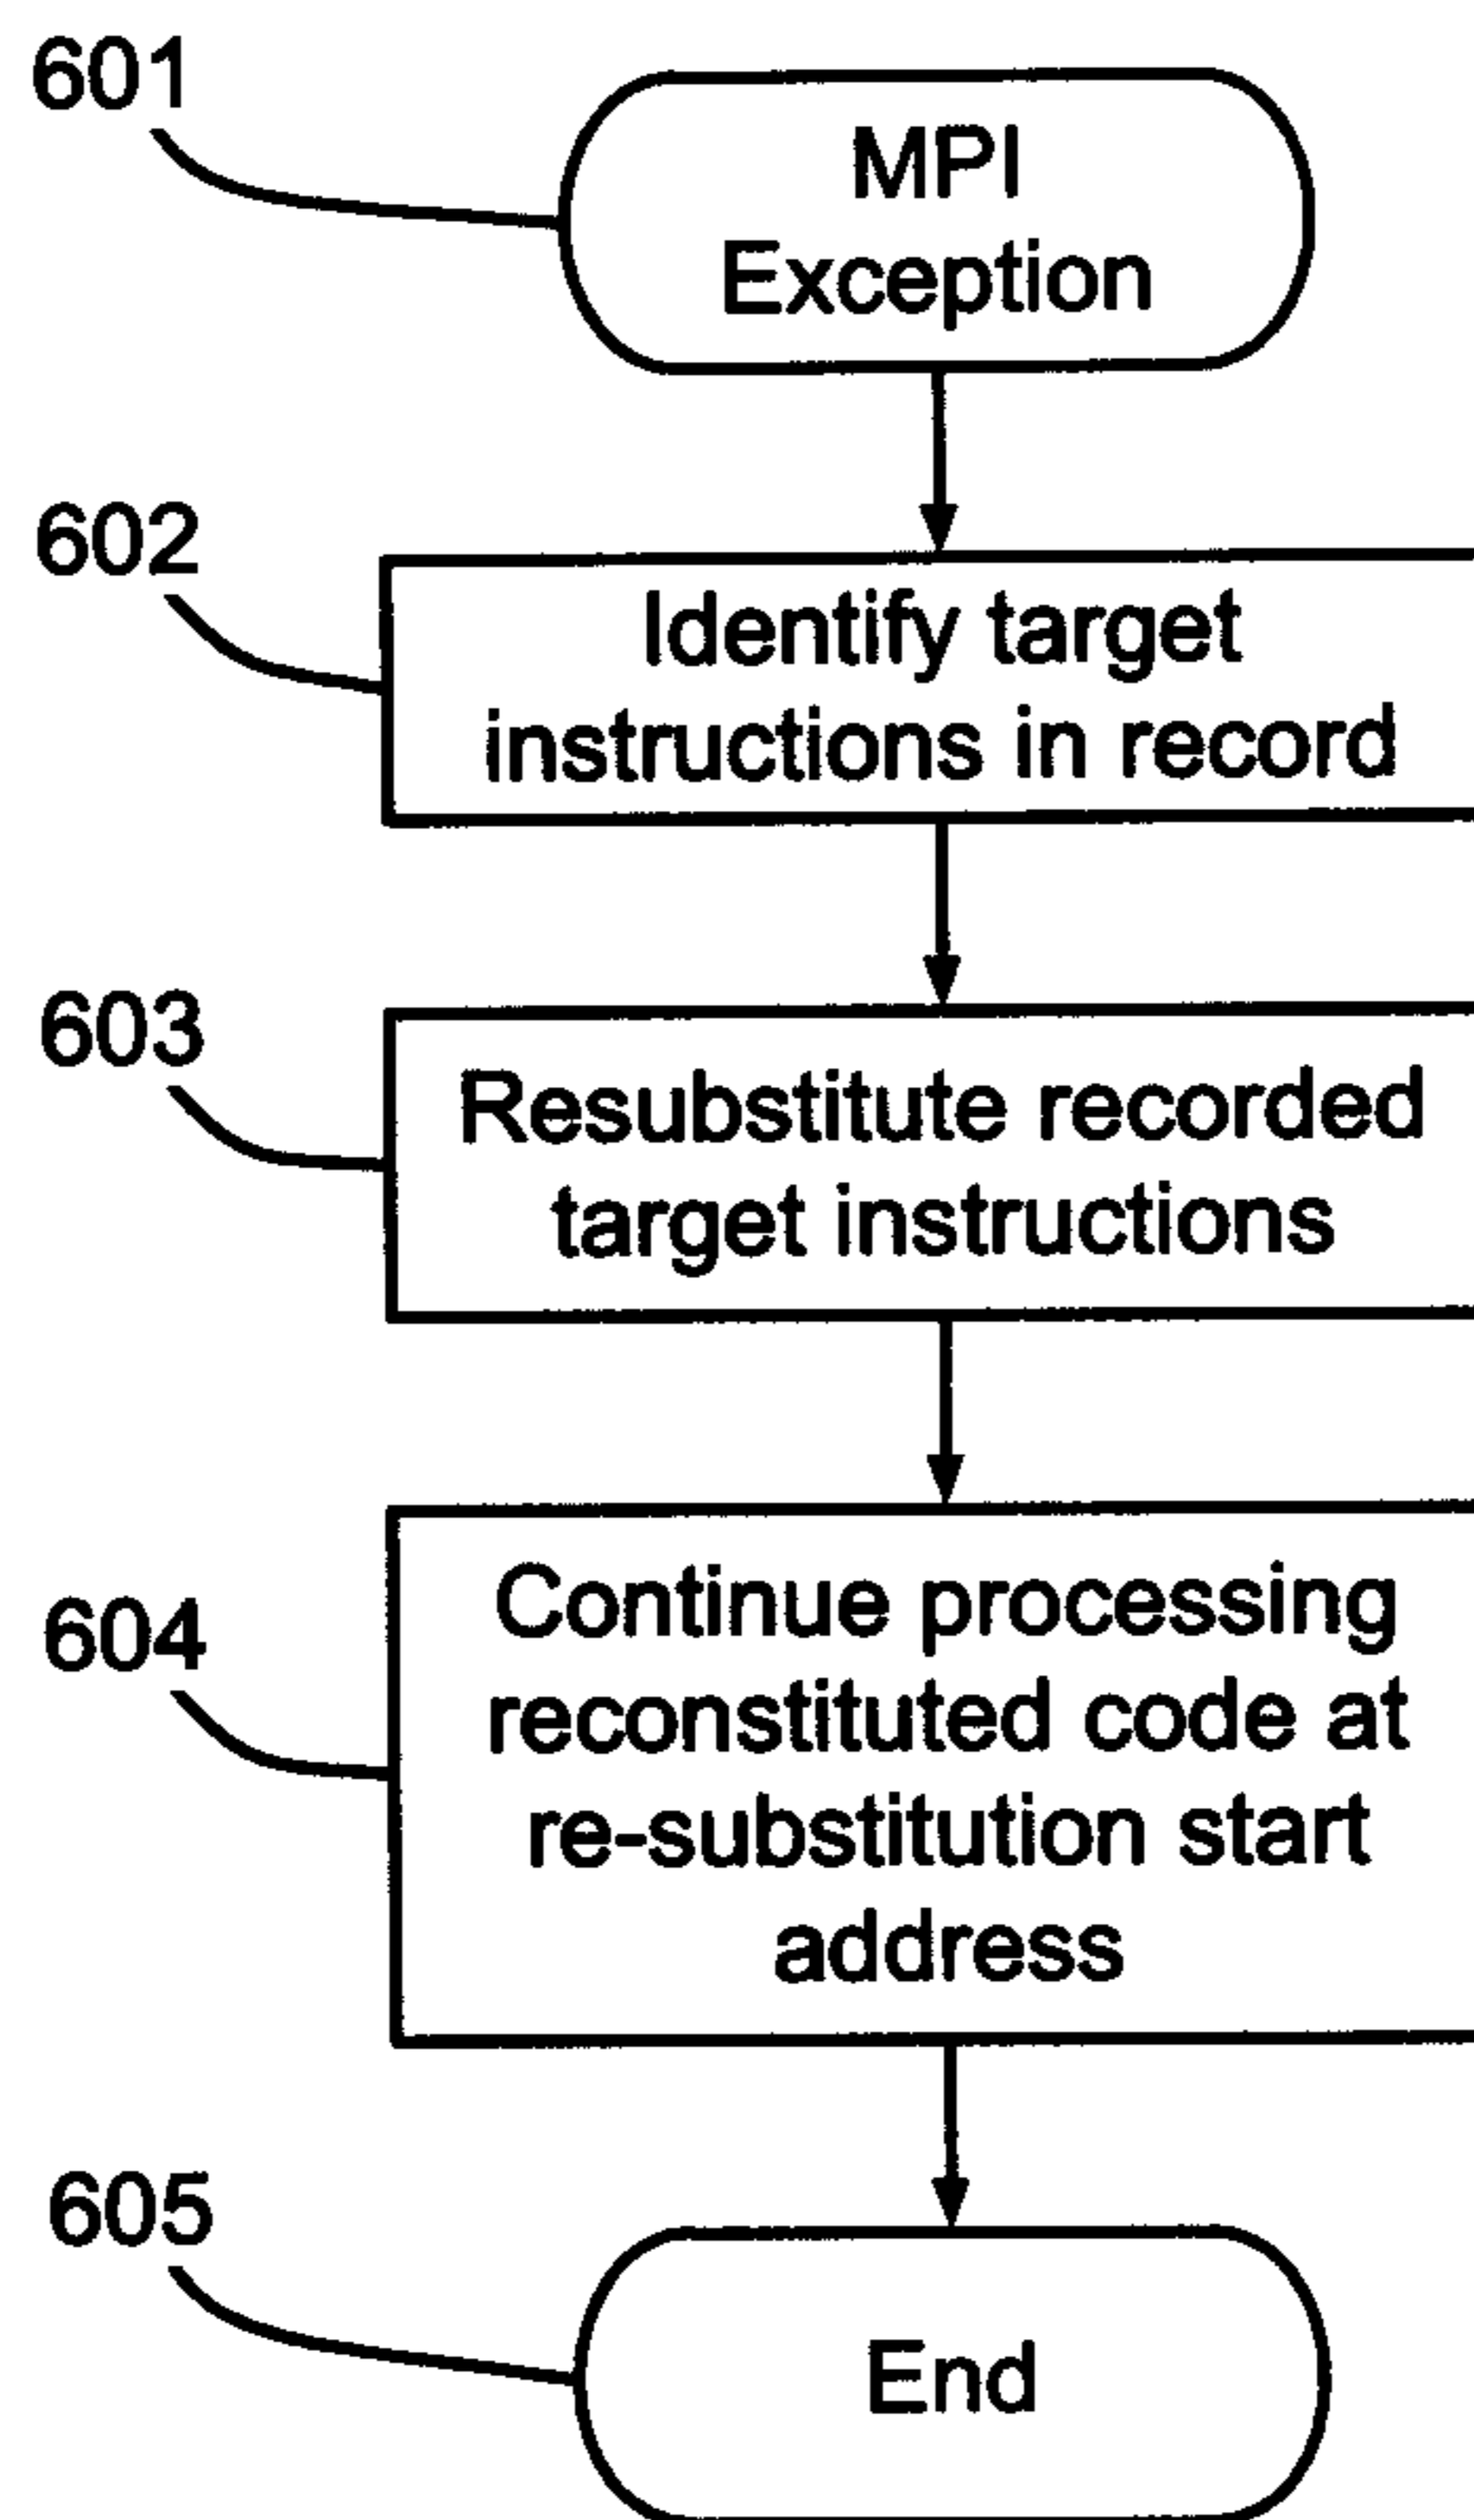 601
MPI
Exception
602
Identify target
instructions in record
603
Resubstitute recorded
target instructions
604
Continue processing
reconstituted code at
re-substitution start
address
605
End